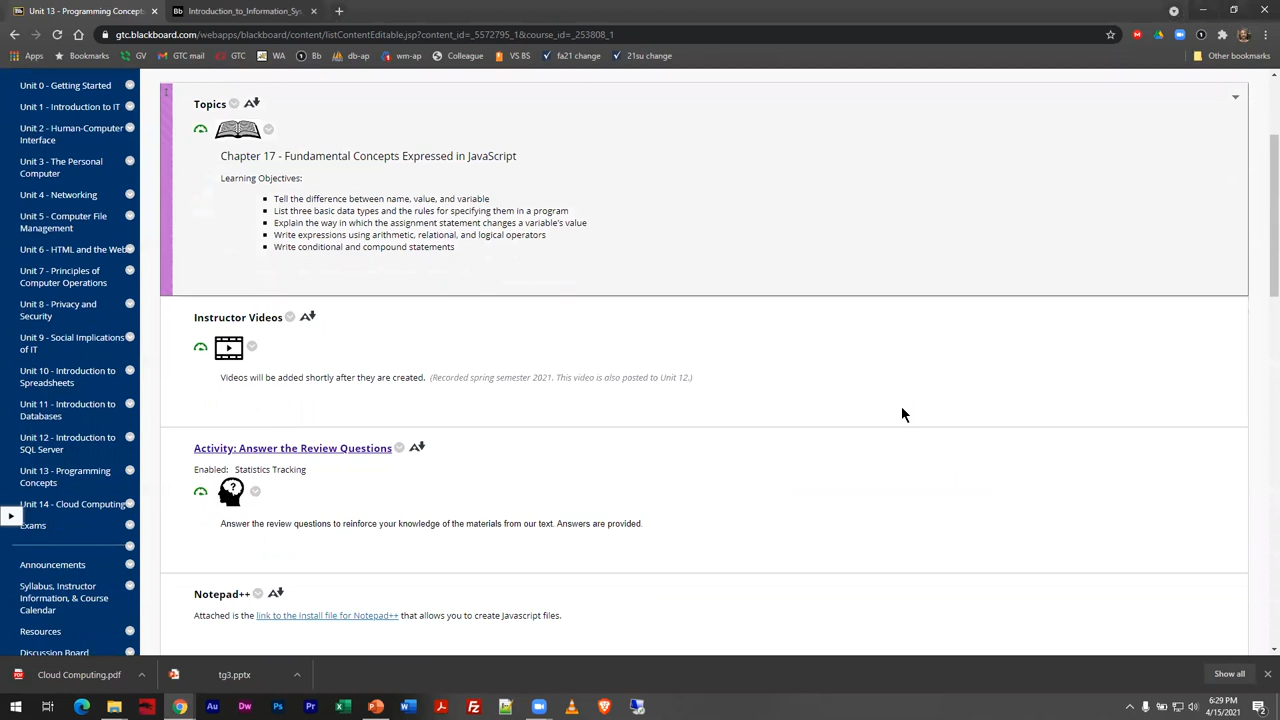 Unit 13 - Programming Concepts
Bb Introduction_to_Information_Sys
gtc.blackboard.com/webapps/blackboard/content/listContentEditable.jsp?content_id=_5572795_1&course_id=_253808_1
Apps Bookmarks GV GTC mail GTC WA Bb db-ap wm-ap Colleague VS BS fa21 change 21su change Other bookmarks
Unit 0 - Getting Started
Unit 1 - Introduction to IT
Unit 2 - Human-Computer
Interface
Unit 3 - The Personal
Computer
Unit 4 - Networking
Unit 5 - Computer File
Management
Unit 6 - HTML and the Web
Unit 7 - Principles of
Computer Operations
Unit 8 - Privacy and
Security
Unit 9 - Social Implications
of IT
Unit 10 - Introduction to
Spreadsheets
Unit 11 - Introduction to
Databases
Unit 12 - Introduction to
SQL Server
Unit 13 - Programming
Concepts
Unit 14 - Cloud Computing
Exams
Announcements
Syllabus, Instructor
Information, & Course
Calendar
Resources
Discussion Board
Topics
Chapter 17 - Fundamental Concepts Expressed in JavaScript
Learning Objectives:
Tell the difference between name, value, and variable
List three basic data types and the rules for specifying them in a program
Explain the way in which the assignment statement changes a variable's value
Write expressions using arithmetic, relational, and logical operators
Write conditional and compound statements
Instructor Videos
Videos will be added shortly after they are created. (Recorded spring semester 2021. This video is also posted to Unit 12.)
Activity: Answer the Review Questions
Enabled: Statistics Tracking
Answer the review questions to reinforce your knowledge of the materials from our text. Answers are provided.
Notepad++
Attached is the link to the install file for Notepad++ that allows you to create Javascript files.
Cloud Computing.pdf
tg3.pptx
Show all
6:29 PM
4/15/2021